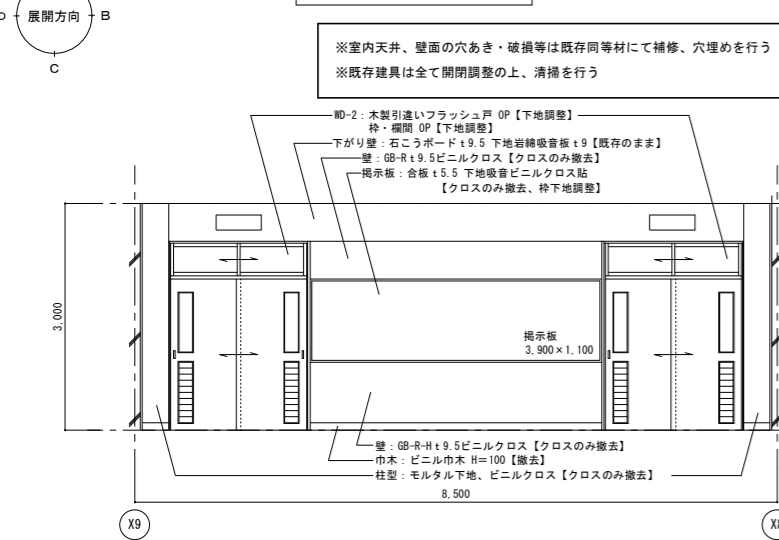 D 展開方向 B
C
※室内天井、壁面の穴あき・破損等は既存同等材にて補修、穴埋めを行う
※既存建具は全て開閉調整の上、清掃を行う
WD-2：木製引違いフラッシュ戸 OP【下地調整】
枠・欄間 OP【下地調整】
下がり壁：石こうボードｔ9.5 下地岩綿吸音板ｔ9【既存のまま】
壁：GB-Rｔ9.5ビニルクロス【クロスのみ撤去】
掲示板：合板ｔ5.5 下地吸音ビニルクロス貼
【クロスのみ撤去、枠下地調整】
3,000
掲示板
3,900×1,100
壁：GB-R-Hｔ9.5ビニルクロス【クロスのみ撤去】
巾木：ビニル巾木 H=100【撤去】
柱型：モルタル下地、ビニルクロス【クロスのみ撤去】
8,500
X9